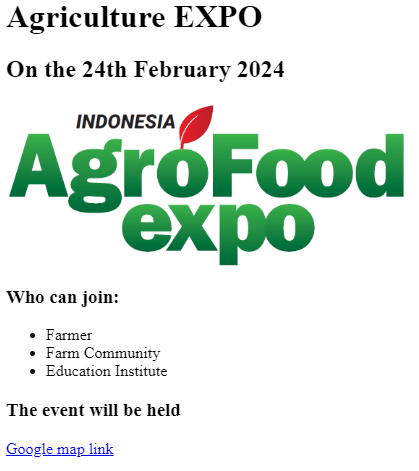 Agriculture EXPO
On the 24th February 2024
INDONESIA
AgroFood
expo
Who can join:
Farmer
Farm Community
Education Institute
The event will be held
Google map link